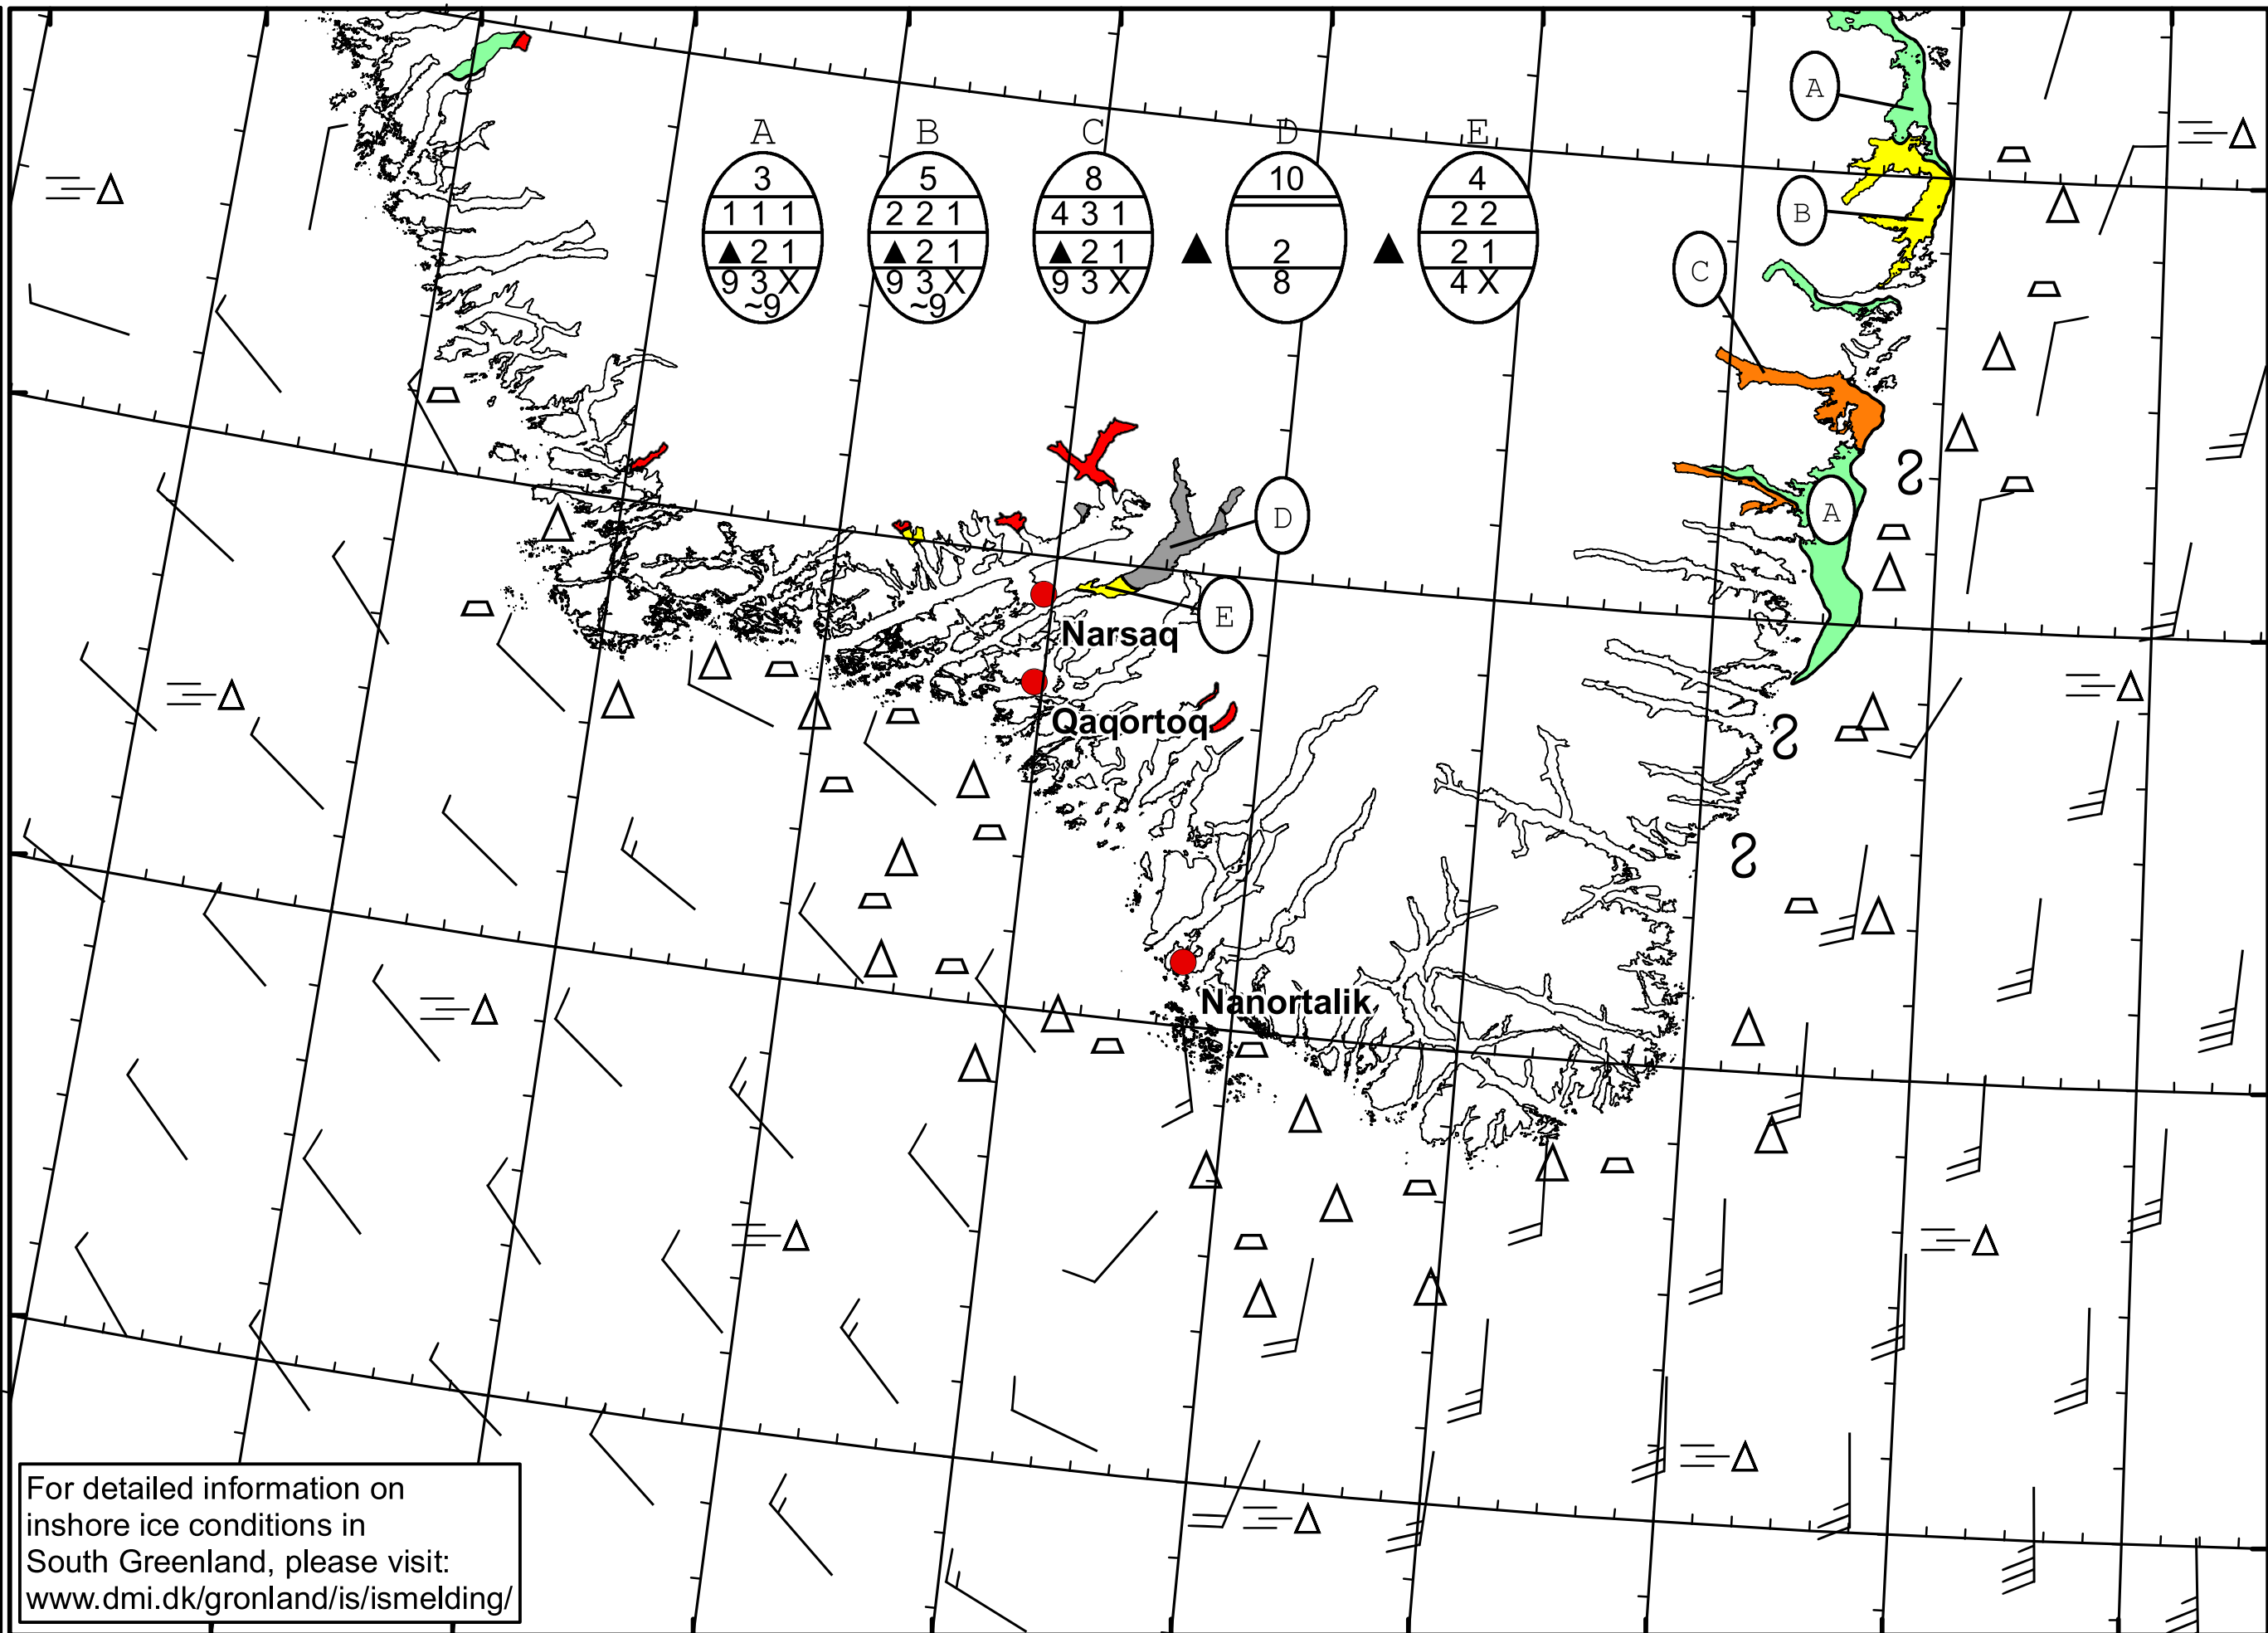 A B C D E
3 5 8 10 4
1 1 1 2 2 1 4 3 1 2 2
▲ 2 1 ▲ 2 1 ▲ 2 1 ▲ 2 ▲ 2 1
9 3 X 9 3 X 9 3 X 8 4 X
~9 ~9
A
B
C
D
A
E
Narsaq
Qaqortoq
Nanortalik
For detailed information on
inshore ice conditions in
South Greenland, please visit:
www.dmi.dk/gronland/is/ismelding/